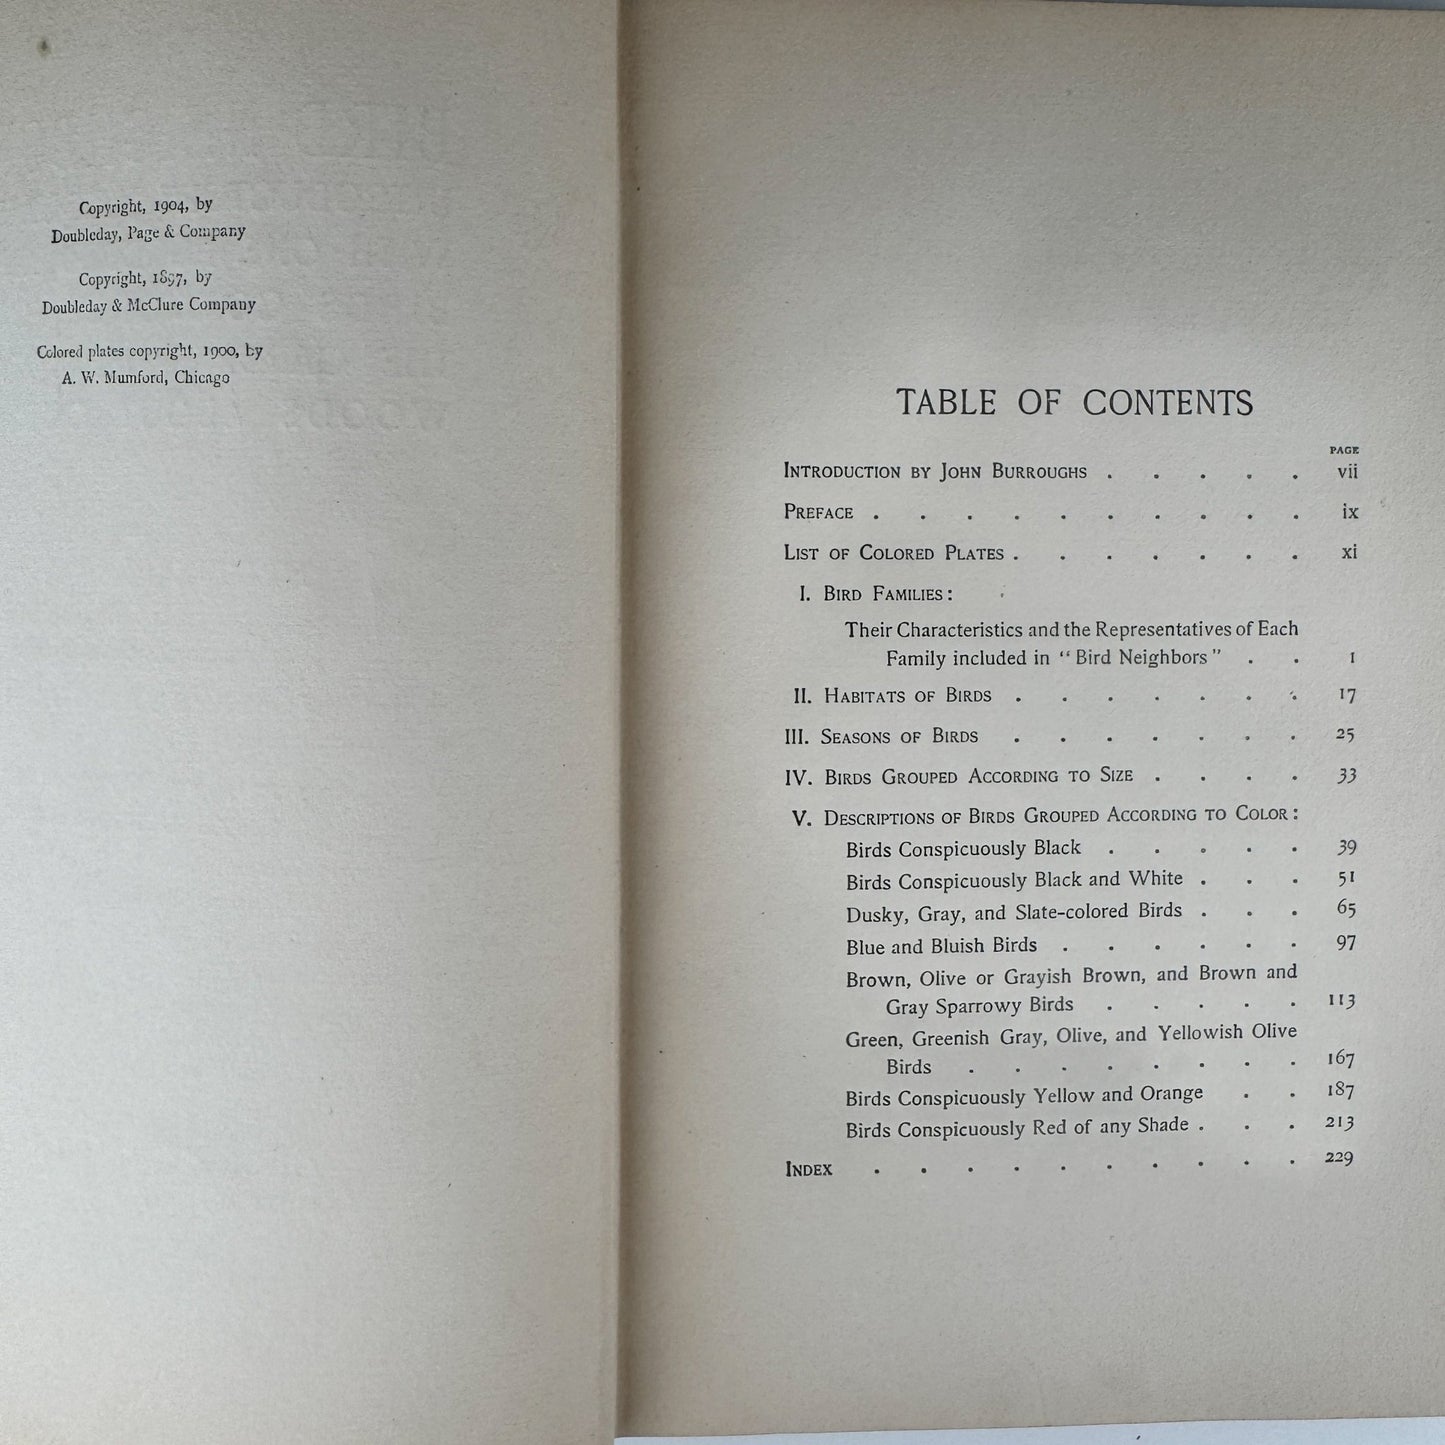 Copyright, 1904, by
Doubleday, Page & Company
Copyright, 1897, by
Doubleday & McClure Company
Colored plates copyright, 1900, by
A. W. Mumford, Chicago
TABLE OF CONTENTS
PAGE
INTRODUCTION BY JOHN BURROUGHS . . . . . vii
PREFACE . . . . . . . . . . ix
LIST OF COLORED PLATES . . . . . . . xi
I. BIRD FAMILIES:
Their Characteristics and the Representatives of Each
Family included in "Bird Neighbors" . . 1
II. HABITATS OF BIRDS . . . . . . . 17
III. SEASONS OF BIRDS . . . . . . . 25
IV. BIRDS GROUPED ACCORDING TO SIZE . . . . 33
V. DESCRIPTIONS OF BIRDS GROUPED ACCORDING TO COLOR:
Birds Conspicuously Black . . . . . 39
Birds Conspicuously Black and White . . . 51
Dusky, Gray, and Slate-colored Birds . . . 65
Blue and Bluish Birds . . . . . . 97
Brown, Olive or Grayish Brown, and Brown and
Gray Sparrowy Birds . . . . . 113
Green, Greenish Gray, Olive, and Yellowish Olive
Birds . . . . . . . . 167
Birds Conspicuously Yellow and Orange . . 187
Birds Conspicuously Red of any Shade . . . 213
INDEX . . . . . . . . . . 229